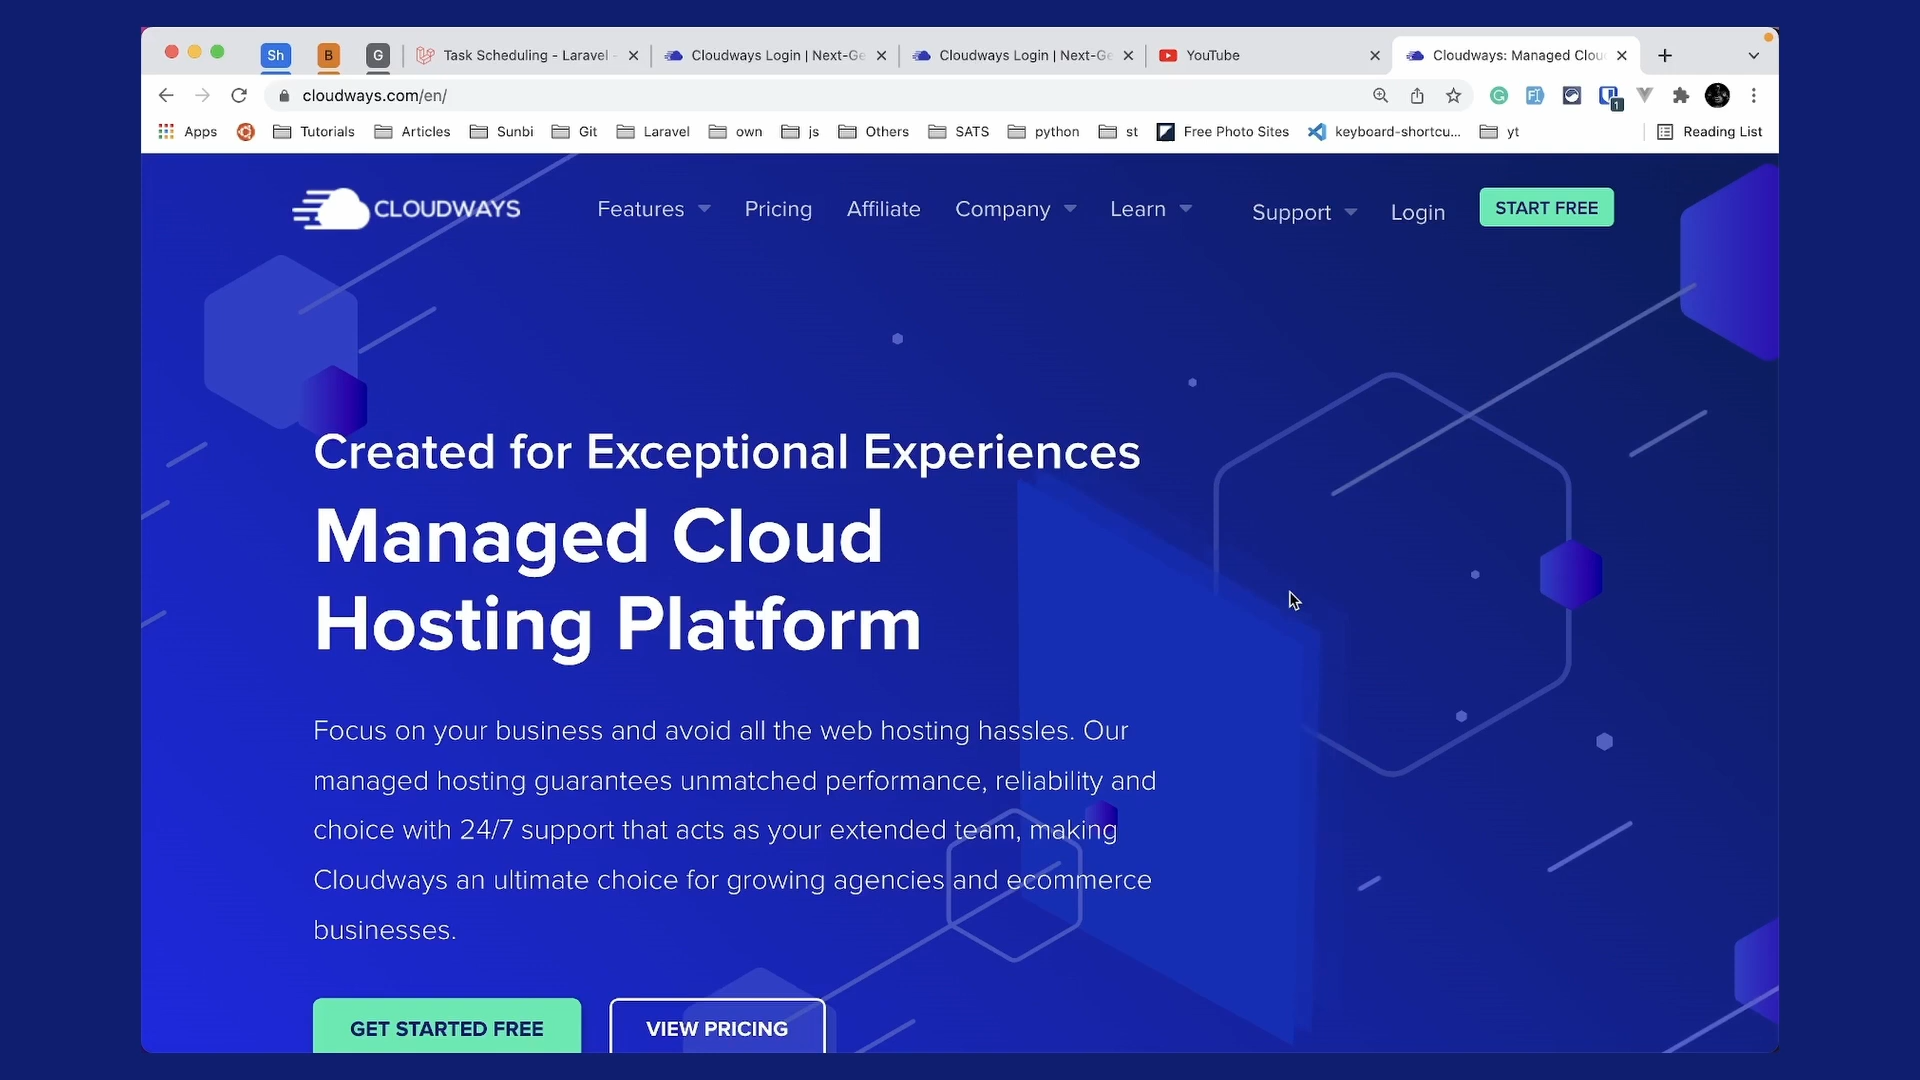 Sh B G Task Scheduling - Laravel - Cloudways Login | Next-Ge Cloudways Login | Next-Ge YouTube Cloudways: Managed Clou
cloudways.com/en/
1
Apps Tutorials Articles Sunbi Git Laravel own js Others SATS python st Free Photo Sites keyboard-shortcu... yt Reading List
CLOUDWAYS Features Pricing Affiliate Company Learn Support Login START FREE
Created for Exceptional Experiences
Managed Cloud
Hosting Platform
Focus on your business and avoid all the web hosting hassles. Our
managed hosting guarantees unmatched performance, reliability and
choice with 24/7 support that acts as your extended team, making
Cloudways an ultimate choice for growing agencies and ecommerce
businesses.
GET STARTED FREE VIEW PRICING